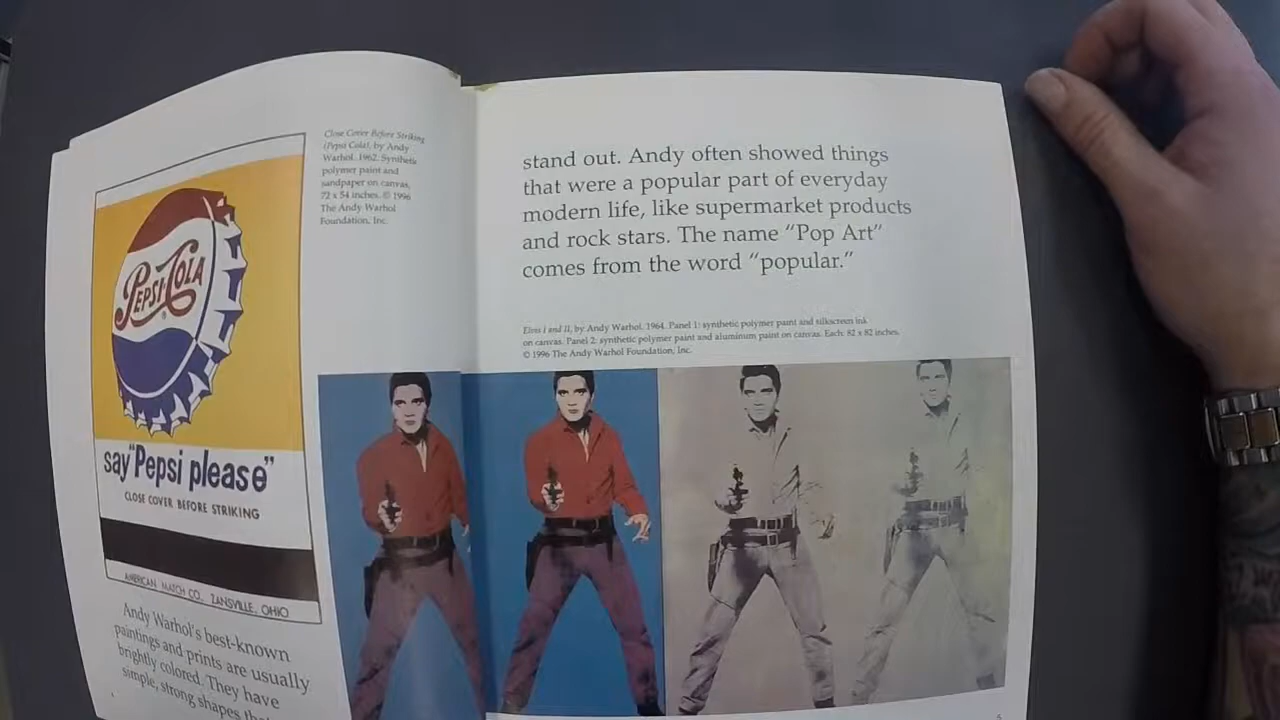 Close Cover Before Striking
(Pepsi Cola), by Andy
Warhol. 1962. Synthetic
polymer paint and
sandpaper on canvas,
72 x 54 inches. © 1996
The Andy Warhol
Foundation, Inc.
PEPSI-COLA
say "Pepsi please"
CLOSE COVER BEFORE STRIKING
AMERICAN MATCH CO., ZANSVILLE, OHIO
Andy Warhol's best-known
paintings and prints are usually
brightly colored. They have
simple, strong shapes that
stand out. Andy often showed things
that were a popular part of everyday
modern life, like supermarket products
and rock stars. The name “Pop Art”
comes from the word “popular.”
Elvis I and II, by Andy Warhol. 1964. Panel 1: synthetic polymer paint and silkscreen ink
on canvas. Panel 2: synthetic polymer paint and aluminum paint on canvas. Each: 82 x 82 inches.
© 1996 The Andy Warhol Foundation, Inc.